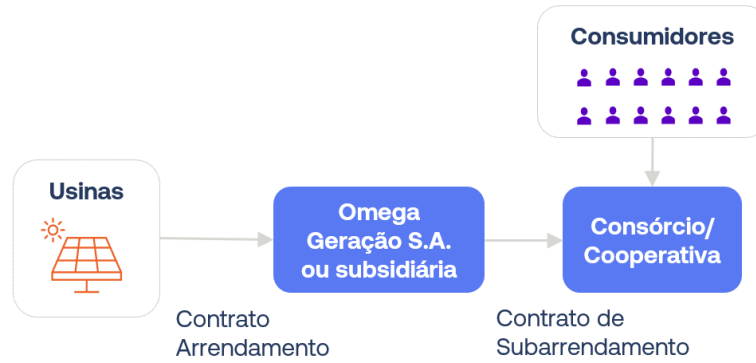 Consumidores
Usinas
Omega
Geração S.A.
ou subsidiária
Consórcio/
Cooperativa
Contrato
Arrendamento
Contrato de
Subarrendamento